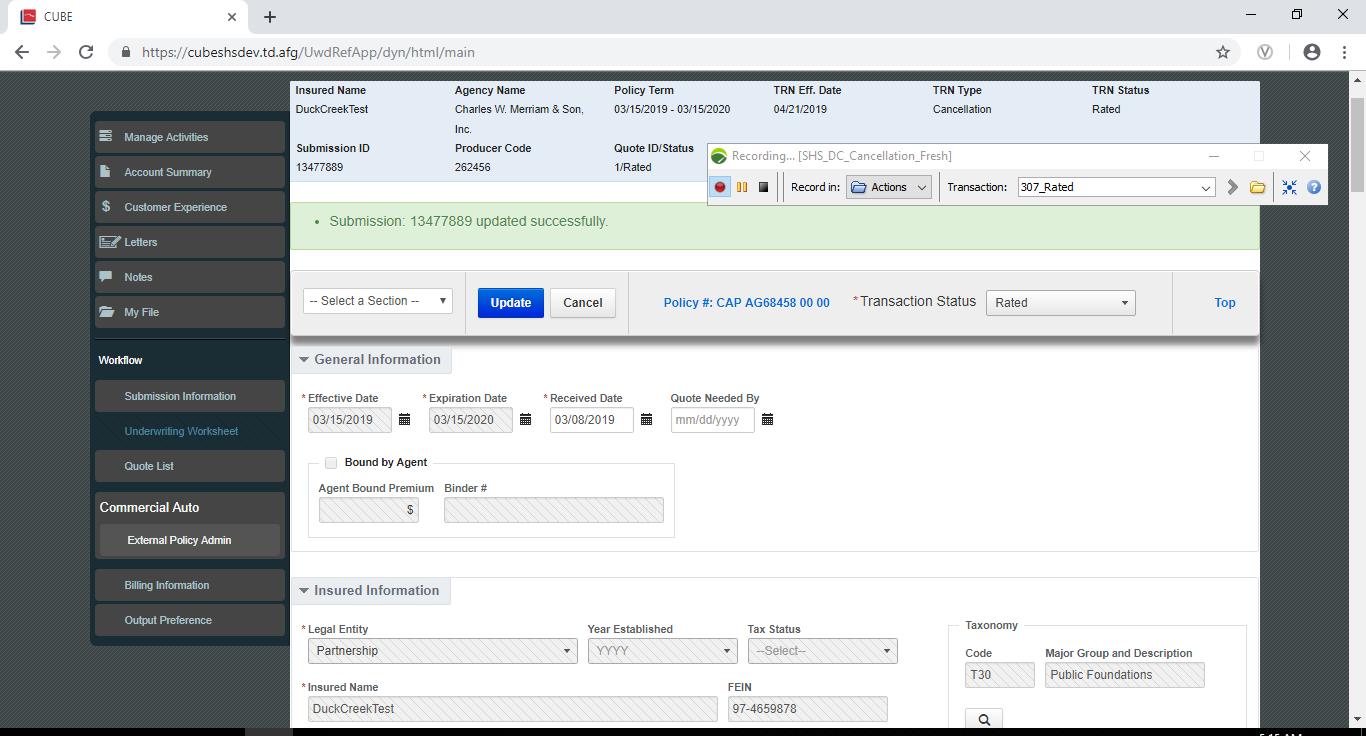 CUBE
https://cubeshsdev.td.afg/UwdRefApp/dyn/html/main
Manage Activities
Account Summary
$ Customer Experience
Letters
Notes
My File
Workflow
Submission Information
Underwriting Worksheet
Quote List
Commercial Auto
External Policy Admin
Billing Information
Output Preference
Insured Name Agency Name Policy Term TRN Eff. Date TRN Type TRN Status
DuckCreekTest Charles W. Merriam & Son, 03/15/2019 - 03/15/2020 04/21/2019 Cancellation Rated
Inc.
Submission ID Producer Code Quote ID/Status
13477889 262456 1/Rated
Recording... [SHS_DC_Cancellation_Fresh]
Record in: Actions Transaction: 307_Rated
• Submission: 13477889 updated successfully.
-- Select a Section -- Update Cancel Policy #: CAP AG68458 00 00 *Transaction Status Rated Top
General Information
*Effective Date *Expiration Date *Received Date Quote Needed By
03/15/2019 03/15/2020 03/08/2019 mm/dd/yyyy
Bound by Agent
Agent Bound Premium Binder #
$
Insured Information
*Legal Entity Year Established Tax Status
Partnership YYYY --Select--
*Insured Name FEIN
DuckCreekTest 97-4659878
Taxonomy
Code Major Group and Description
T30 Public Foundations
5:15 AM